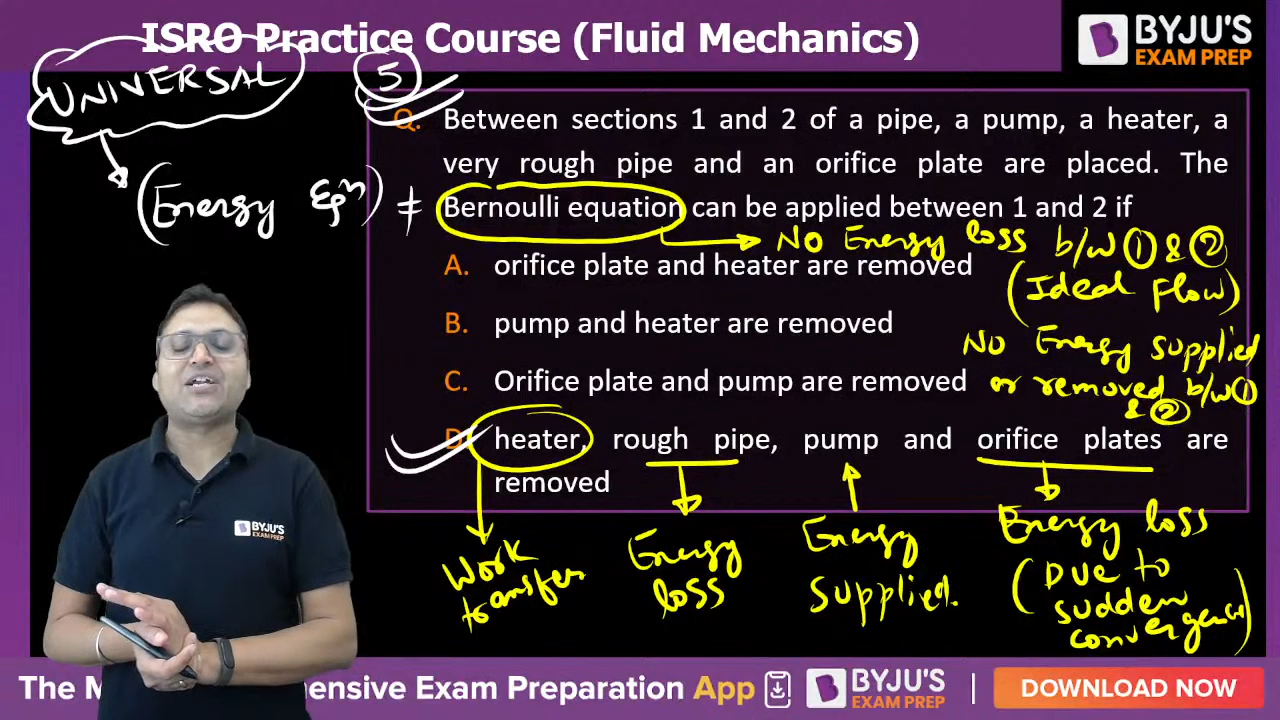 ISRO Practice Course (Fluid Mechanics)
BYJU'S
EXAM PREP
UNIVERSAL
5
Q. Between sections 1 and 2 of a pipe, a pump, a heater, a
very rough pipe and an orifice plate are placed. The
(Energy Eqn) ≠ Bernoulli equation can be applied between 1 and 2 if
NO Energy loss b/w ① & ②
A. orifice plate and heater are removed
(Ideal Flow)
B. pump and heater are removed
NO Energy supplied
or removed b/w ①
& ②
C. Orifice plate and pump are removed
D. heater, rough pipe, pump and orifice plates are
removed
Work
transfer
Energy
loss
Energy
supplied.
Energy loss
(Due to
sudden
convergence)
BYJU'S
EXAM PREP
The M hensive Exam Preparation App
BYJU'S
EXAM PREP
DOWNLOAD NOW